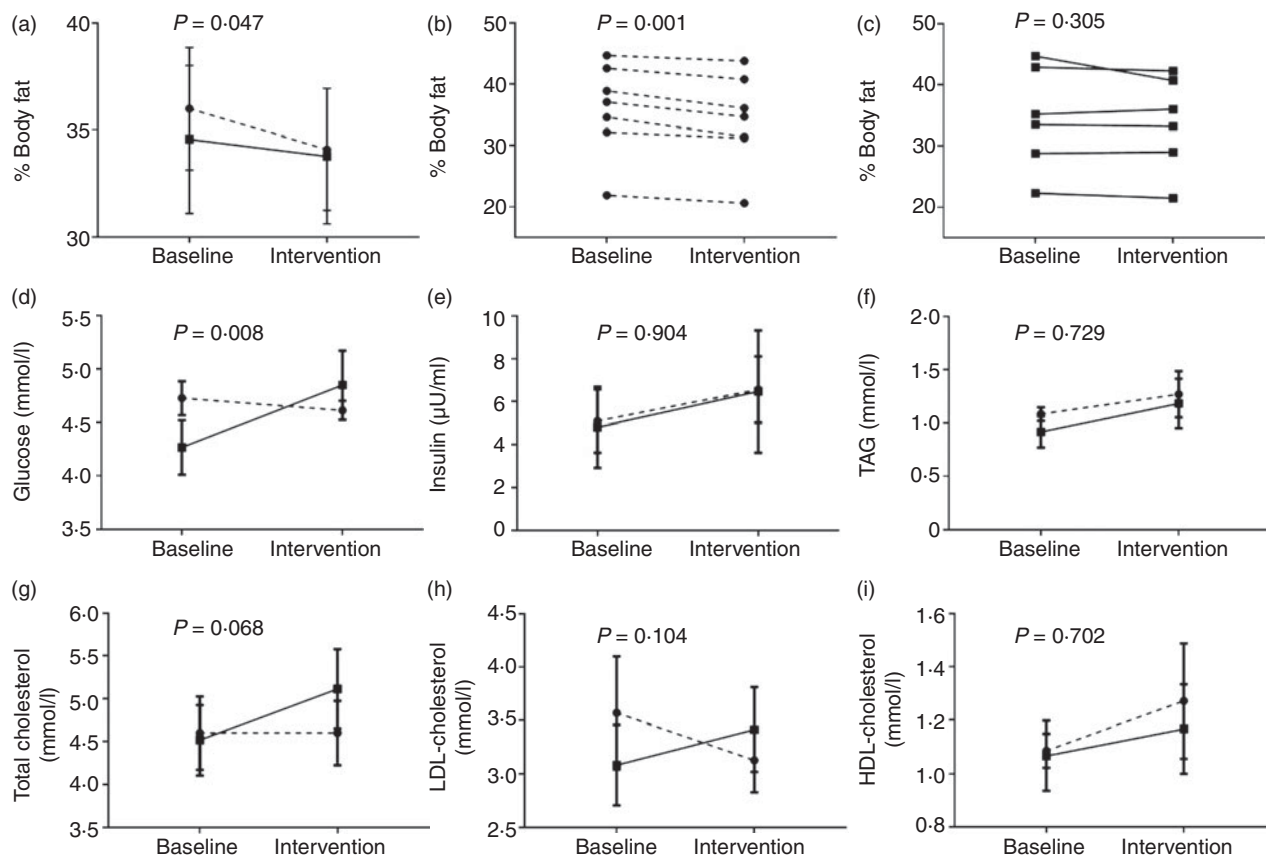 (a)
P = 0·047
% Body fat
40
35
30
Baseline Intervention
(b)
P = 0·001
% Body fat
50
40
30
20
Baseline Intervention
(c)
P = 0·305
% Body fat
50
40
30
20
Baseline Intervention
(d)
P = 0·008
Glucose (mmol/l)
5·5
5·0
4·5
4·0
3·5
Baseline Intervention
(e)
P = 0·904
Insulin (μU/ml)
10
8
6
4
2
0
Baseline Intervention
(f)
P = 0·729
TAG (mmol/l)
2·0
1·5
1·0
0·5
0
Baseline Intervention
(g)
P = 0·068
Total cholesterol
(mmol/l)
6·0
5·5
5·0
4·5
4·0
3·5
Baseline Intervention
(h)
P = 0·104
LDL-cholesterol
(mmol/l)
4·5
4·0
3·5
3·0
2·5
Baseline Intervention
(i)
P = 0·702
HDL-cholesterol
(mmol/l)
1·6
1·4
1·2
1·0
0·8
Baseline Intervention